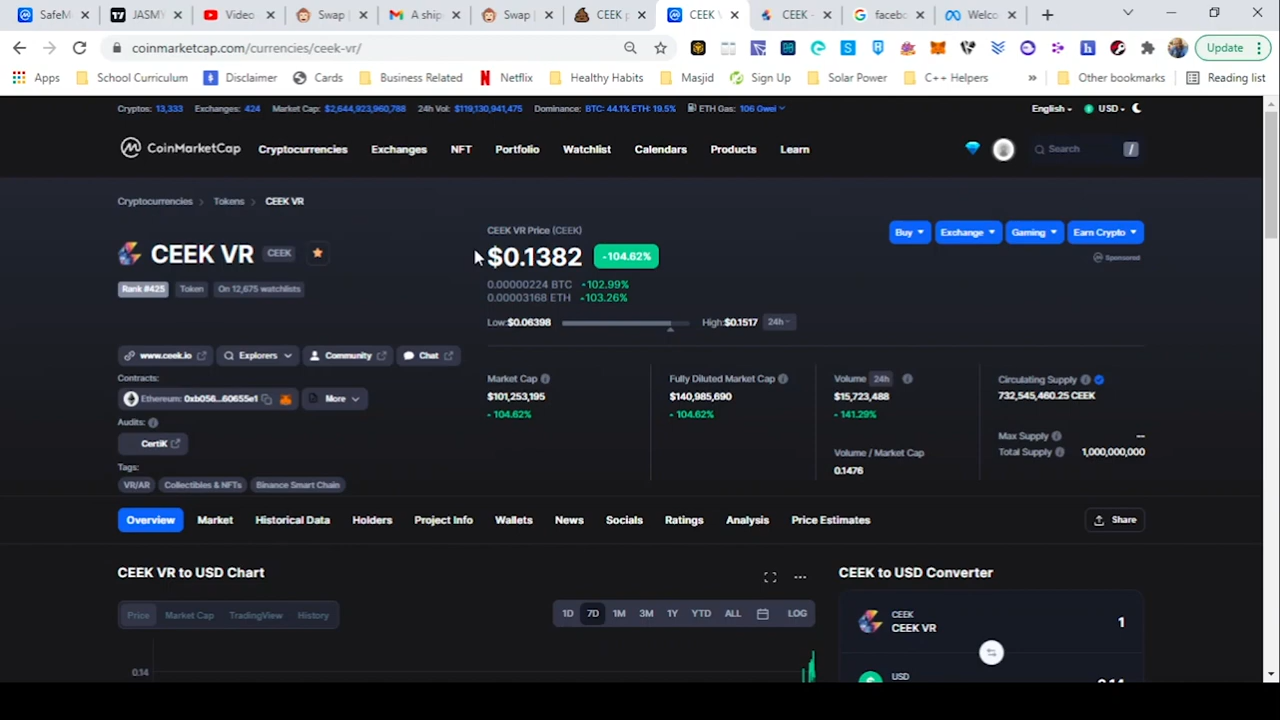 SafeM
JASMY
Video
Swap |
A ship
Swap |
CEEK p
CEEK V
CEEK -
facebo
Welco
coinmarketcap.com/currencies/ceek-vr/
Update
Apps
School Curriculum
Disclaimer
Cards
Business Related
Netflix
Healthy Habits
Masjid
Sign Up
Solar Power
C++ Helpers
»
Other bookmarks
Reading list
Cryptos: 13,333 Exchanges: 424 Market Cap: $2,644,923,960,788 24h Vol: $119,130,941,475 Dominance: BTC: 44.1% ETH: 19.5% ETH Gas: 106 Gwei
English
USD
CoinMarketCap
Cryptocurrencies
Exchanges
NFT
Portfolio
Watchlist
Calendars
Products
Learn
Search /
Cryptocurrencies > Tokens > CEEK VR
CEEK VR CEEK
Rank #425
Token
On 12,675 watchlists
www.ceek.io
Explorers
Community
Chat
Contracts:
Ethereum: 0xb056...60655e1
More
Audits:
CertiK
Tags:
VR/AR
Collectibles & NFTs
Binance Smart Chain
CEEK VR Price (CEEK)
$0.1382 104.62%
0.00000224 BTC 102.99%
0.00003168 ETH 103.26%
Low:$0.06398
High:$0.1517
24h
Buy
Exchange
Gaming
Earn Crypto
Sponsored
Market Cap
$101,253,195
104.62%
Fully Diluted Market Cap
$140,985,690
104.62%
Volume 24h
$15,723,488
141.29%
Volume / Market Cap
0.1476
Circulating Supply
732,545,460.25 CEEK
Max Supply --
Total Supply 1,000,000,000
Overview
Market
Historical Data
Holders
Project Info
Wallets
News
Socials
Ratings
Analysis
Price Estimates
Share
CEEK VR to USD Chart
Price
Market Cap
TradingView
History
1D
7D
1M
3M
1Y
YTD
ALL
LOG
0.14
CEEK to USD Converter
CEEK
CEEK VR
1
USD